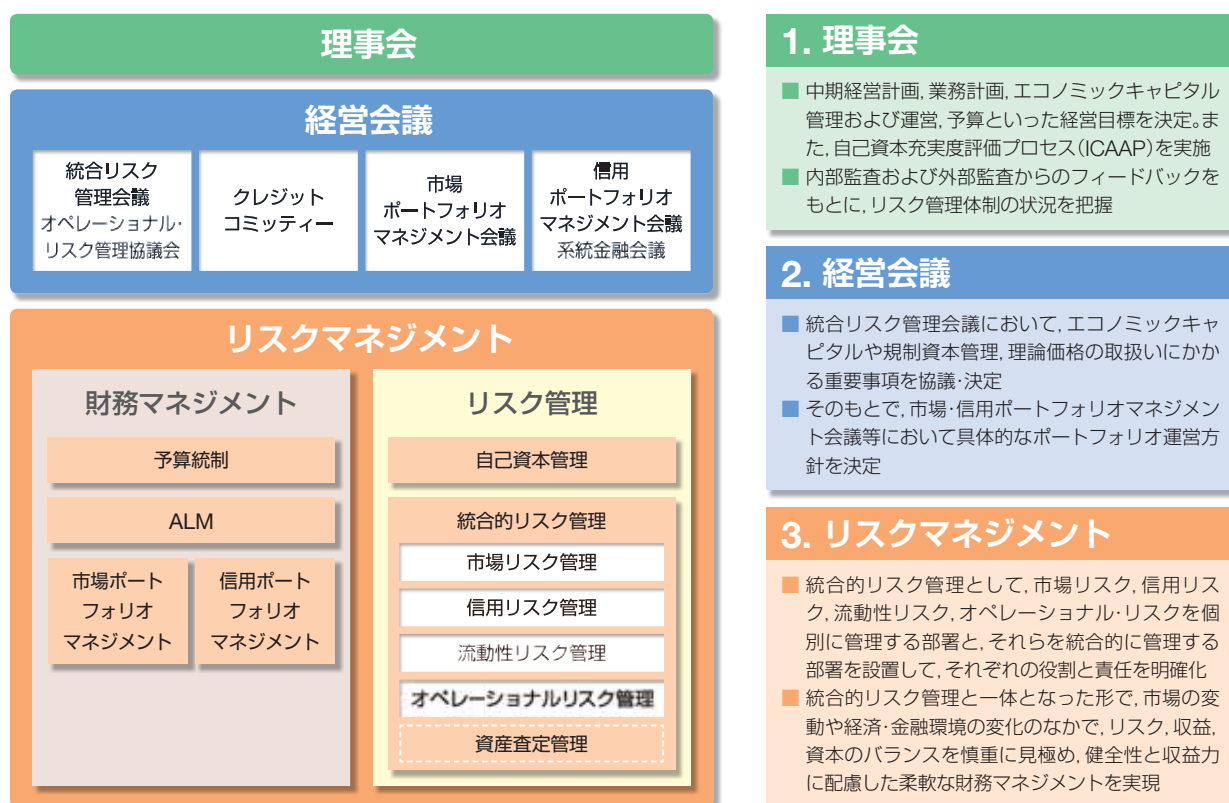 理事会
経営会議
統合リスク
管理会議
オペレーショナル・
リスク管理協議会
クレジット
コミッティー
市場
ポートフォリオ
マネジメント会議
信用
ポートフォリオ
マネジメント会議
系統金融会議
リスクマネジメント
財務マネジメント
予算統制
ALM
市場ポート
フォリオ
マネジメント
信用ポート
フォリオ
マネジメント
リスク管理
自己資本管理
統合的リスク管理
市場リスク管理
信用リスク管理
流動性リスク管理
オペレーショナルリスク管理
資産査定管理
1. 理事会
■ 中期経営計画, 業務計画, エコノミックキャピタル
管理および運営, 予算といった経営目標を決定。ま
た, 自己資本充実度評価プロセス（ICAAP）を実施
■ 内部監査および外部監査からのフィードバックを
もとに, リスク管理体制の状況を把握
2. 経営会議
■ 統合リスク管理会議において, エコノミックキャ
ピタルや規制資本管理, 理論価格の取扱いにかか
る重要事項を協議・決定
■ そのもとで, 市場・信用ポートフォリオマネジメン
ト会議等において具体的なポートフォリオ運営方
針を決定
3. リスクマネジメント
■ 統合的リスク管理として, 市場リスク, 信用リス
ク, 流動性リスク, オペレーショナル・リスクを個
別に管理する部署と, それらを統合的に管理する
部署を設置して, それぞれの役割と責任を明確化
■ 統合的リスク管理と一体となった形で, 市場の変
動や経済・金融環境の変化のなかで, リスク, 収益,
資本のバランスを慎重に見極め, 健全性と収益力
に配慮した柔軟な財務マネジメントを実現